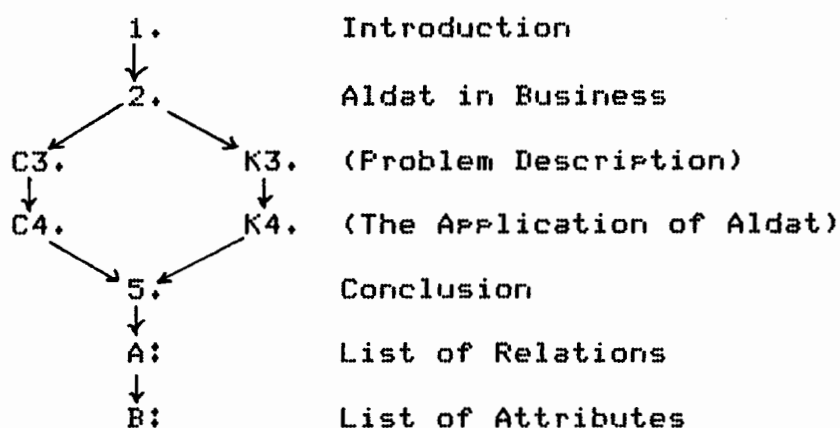 1. Introduction
2. Aldat in Business
C3. K3. (Problem Description)
C4. K4. (The Application of Aldat)
5. Conclusion
A: List of Relations
B: List of Attributes